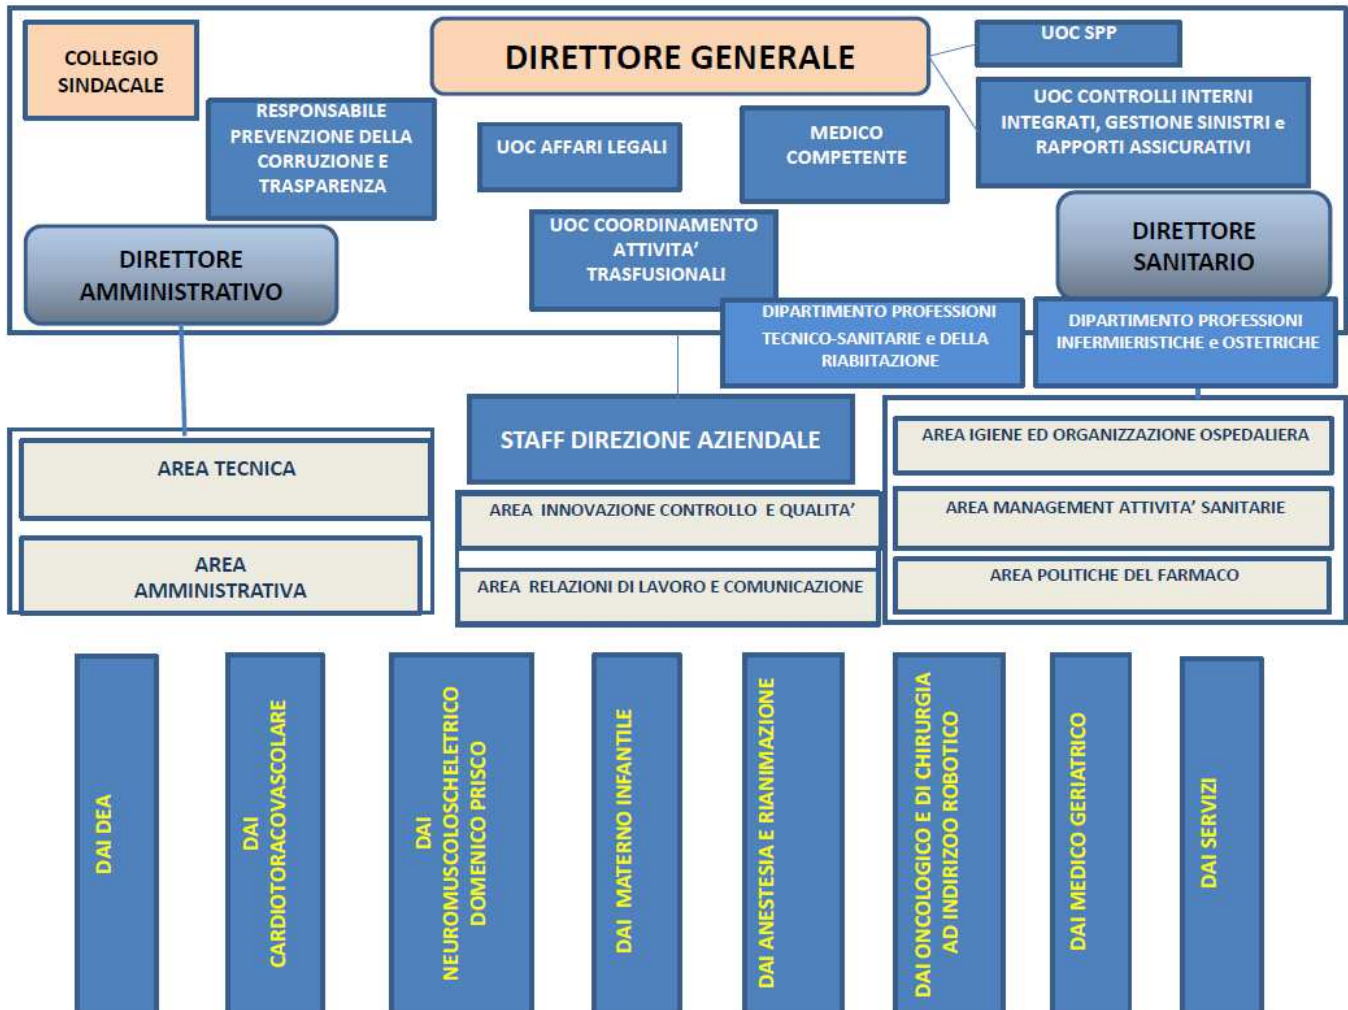 COLLEGIO
SINDACALE
DIRETTORE GENERALE
UOC SPP
UOC CONTROLLI INTERNI
INTEGRATI, GESTIONE SINISTRI e
RAPPORTI ASSICURATIVI
RESPONSABILE
PREVENZIONE DELLA
CORRUZIONE E
TRASPARENZA
UOC AFFARI LEGALI
MEDICO
COMPETENTE
DIRETTORE
AMMINISTRATIVO
UOC COORDINAMENTO
ATTIVITA’
TRASFUSIONALI
DIRETTORE
SANITARIO
DIPARTIMENTO PROFESSIONI
TECNICO-SANITARIE e DELLA
RIABIITAZIONE
DIPARTIMENTO PROFESSIONI
INFERMIERISTICHE e OSTETRICHE
AREA TECNICA
AREA
AMMINISTRATIVA
STAFF DIREZIONE AZIENDALE
AREA INNOVAZIONE CONTROLLO E QUALITA’
AREA RELAZIONI DI LAVORO E COMUNICAZIONE
AREA IGIENE ED ORGANIZZAZIONE OSPEDALIERA
AREA MANAGEMENT ATTIVITA’ SANITARIE
AREA POLITICHE DEL FARMACO
DAI DEA
DAI
CARDIOTORACOVASCOLARE
DAI
NEUROMUSCOLOSCHELETRICO
DOMENICO PRISCO
DAI MATERNO INFANTILE
DAI ANESTESIA E RIANIMAZIONE
DAI ONCOLOGICO E DI CHIRURGIA
AD INDIRIZOO ROBOTICO
DAI MEDICO GERIATRICO
DAI SERVIZI